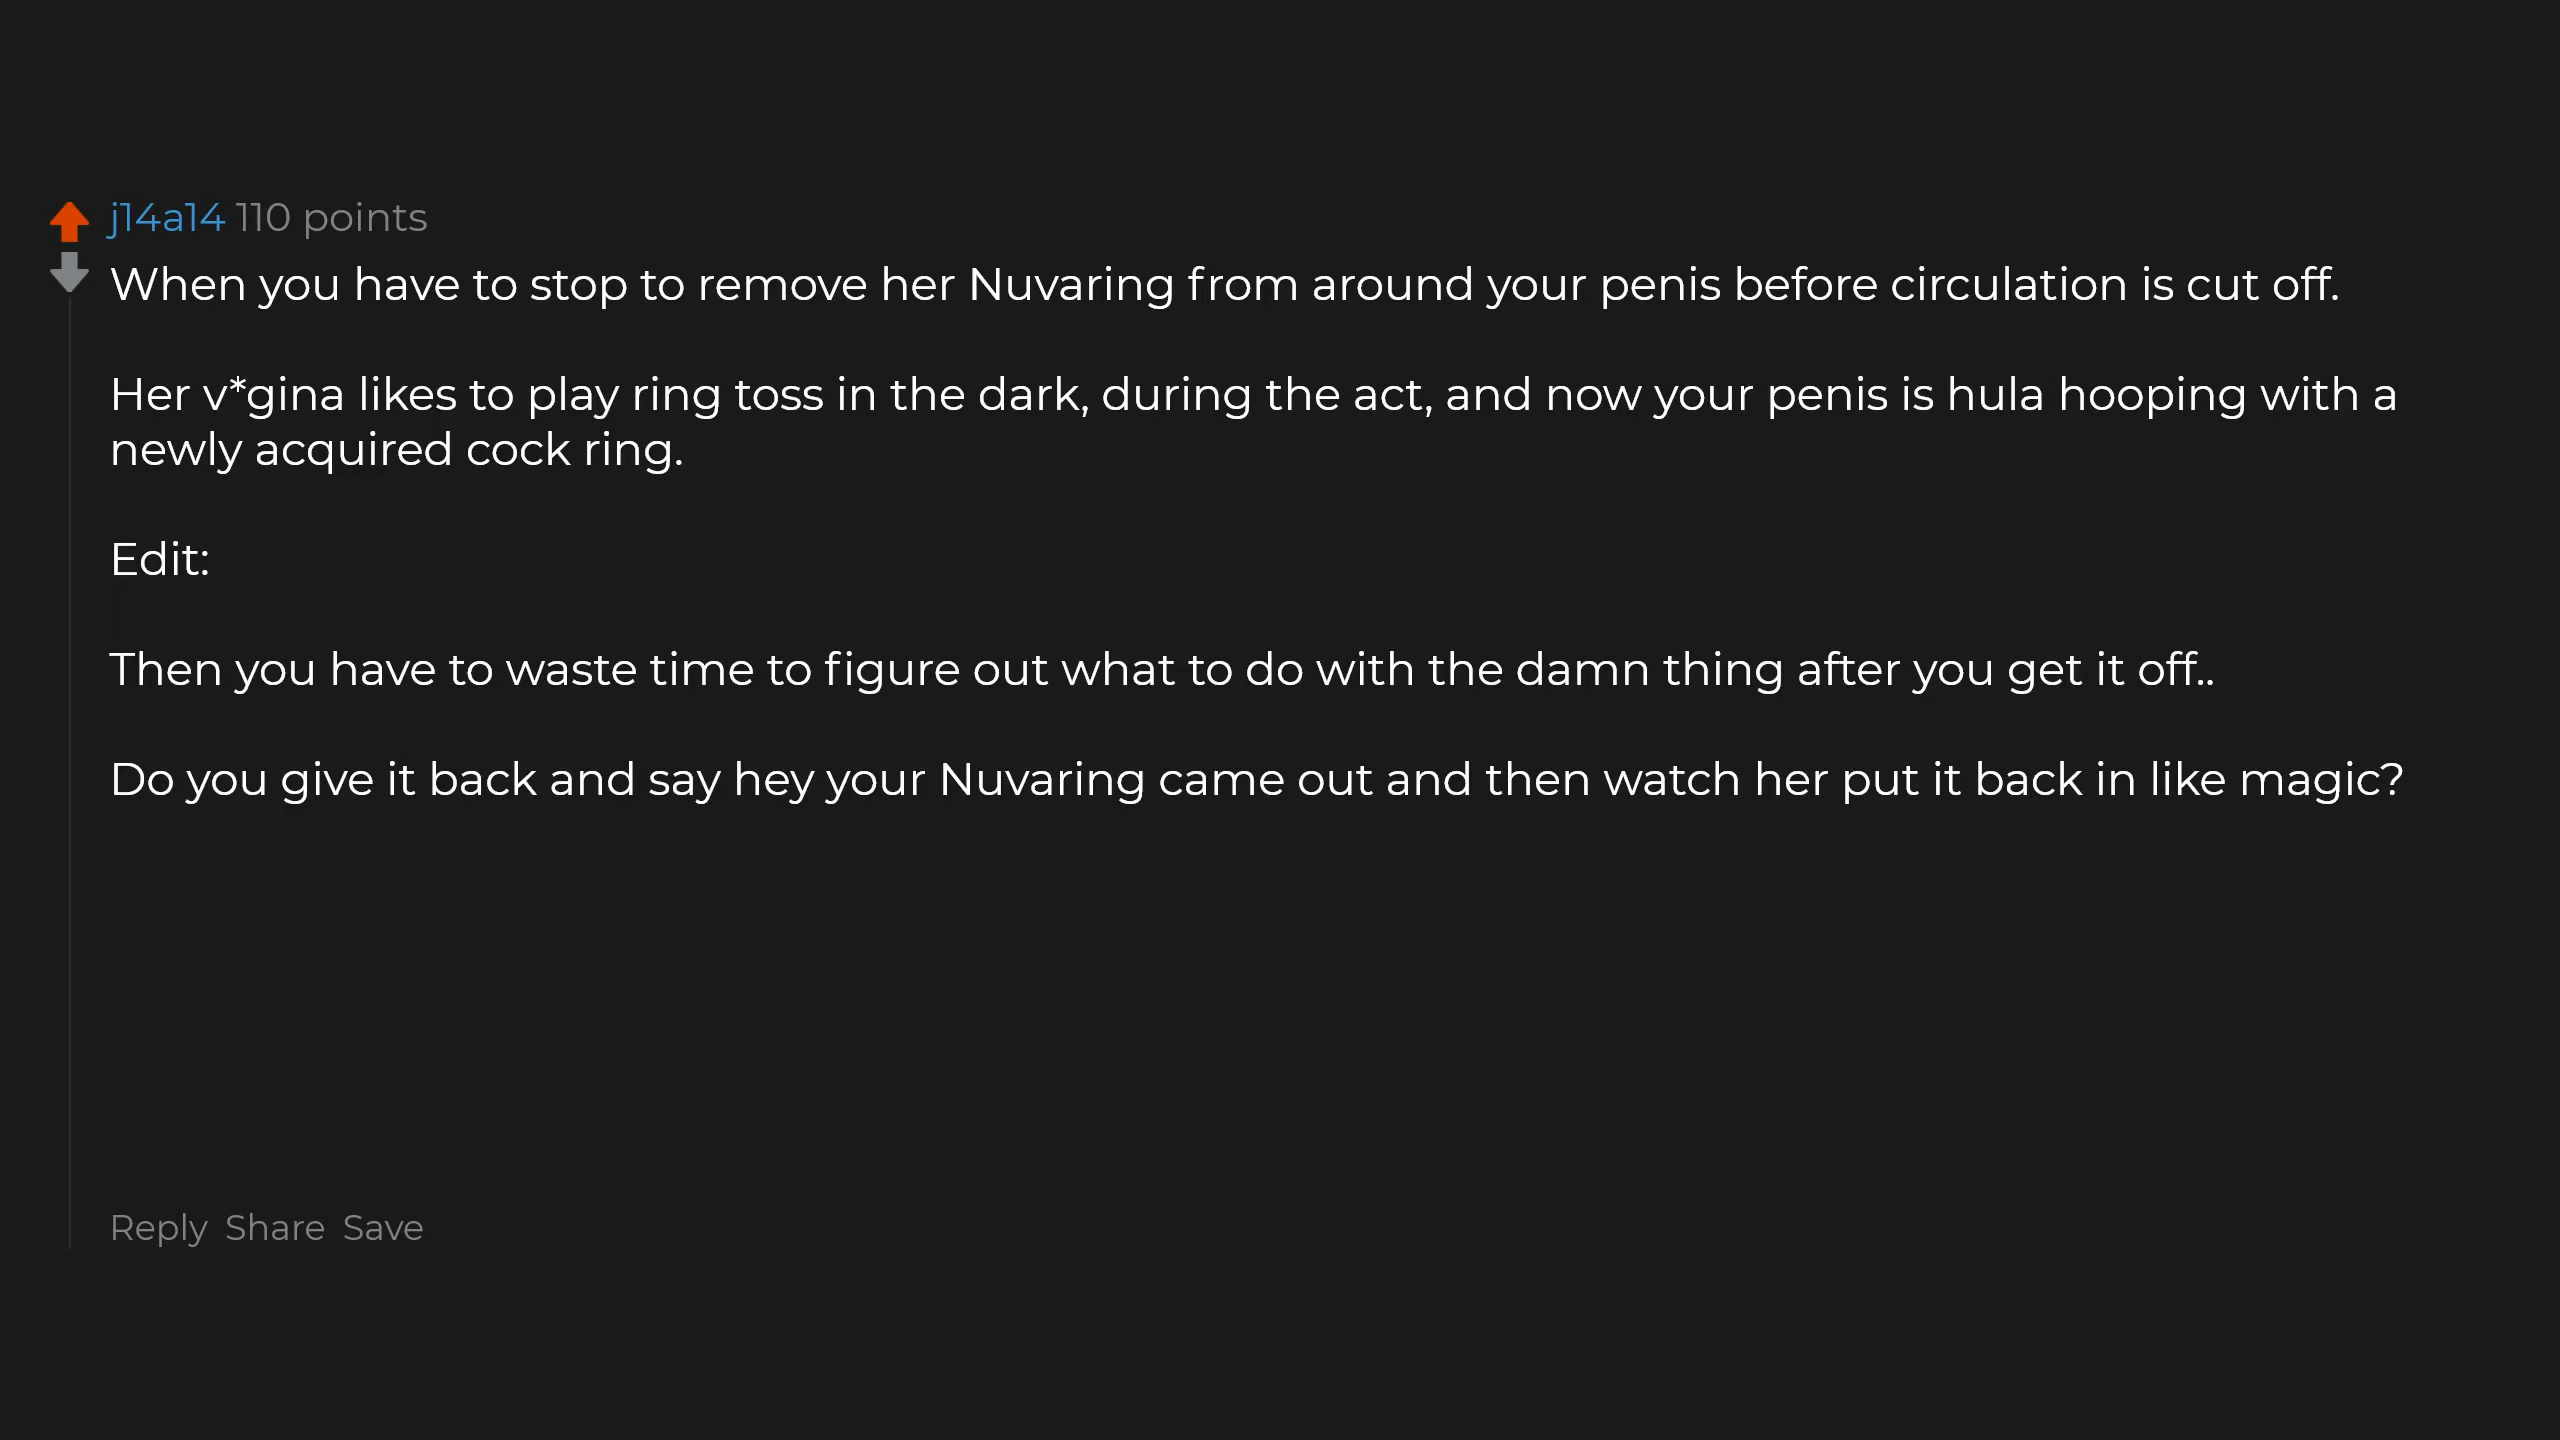 j14a14 110 points
When you have to stop to remove her Nuvaring from around your penis before circulation is cut off.
Her v*gina likes to play ring toss in the dark, during the act, and now your penis is hula hooping with a
newly acquired cock ring.
Edit:
Then you have to waste time to figure out what to do with the damn thing after you get it off..
Do you give it back and say hey your Nuvaring came out and then watch her put it back in like magic?
Reply Share Save